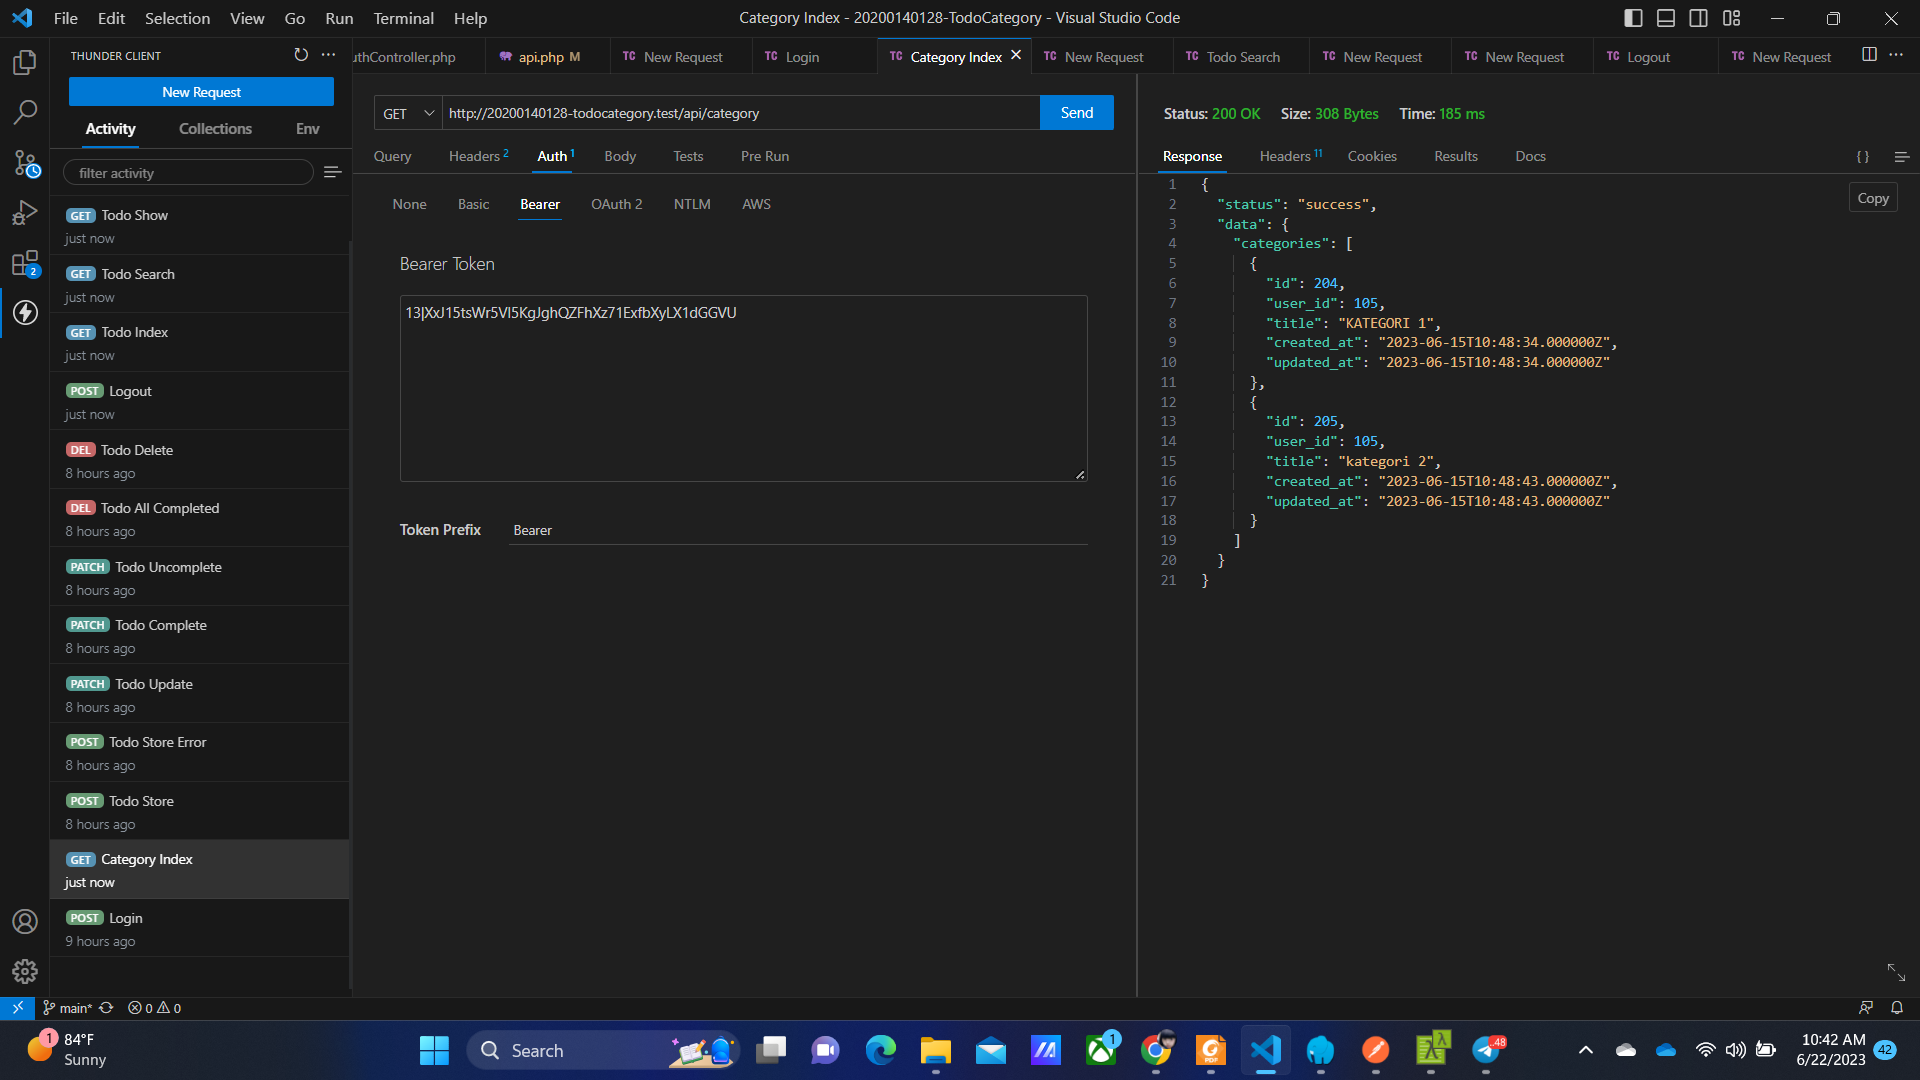 File Edit Selection View Go Run Terminal Help
Category Index - 20200140128-TodoCategory - Visual Studio Code
THUNDER CLIENT
New Request
Activity Collections Env
filter activity
GET Todo Show
just now
GET Todo Search
just now
GET Todo Index
just now
POST Logout
just now
DEL Todo Delete
8 hours ago
DEL Todo All Completed
8 hours ago
PATCH Todo Uncomplete
8 hours ago
PATCH Todo Complete
8 hours ago
PATCH Todo Update
8 hours ago
POST Todo Store Error
8 hours ago
POST Todo Store
8 hours ago
GET Category Index
just now
POST Login
9 hours ago
uthController.php api.php M TC New Request TC Login TC Category Index TC New Request TC Todo Search TC New Request TC New Request TC Logout TC New Request
GET http://20200140128-todocategory.test/api/category Send
Query Headers 2 Auth 1 Body Tests Pre Run
None Basic Bearer OAuth 2 NTLM AWS
Bearer Token
13|XxJ15tsWr5Vl5KgJghQZFhXz71ExfbXyLX1dGGVU
Token Prefix Bearer
Status: 200 OK Size: 308 Bytes Time: 185 ms
Response Headers 11 Cookies Results Docs { }
Copy
1 {
2 "status": "success",
3 "data": {
4 "categories": [
5 {
6 "id": 204,
7 "user_id": 105,
8 "title": "KATEGORI 1",
9 "created_at": "2023-06-15T10:48:34.000000Z",
10 "updated_at": "2023-06-15T10:48:34.000000Z"
11 },
12 {
13 "id": 205,
14 "user_id": 105,
15 "title": "kategori 2",
16 "created_at": "2023-06-15T10:48:43.000000Z",
17 "updated_at": "2023-06-15T10:48:43.000000Z"
18 }
19 ]
20 }
21 }
2
main* 0 0
1 84°F
Sunny
Search
1
PDF
.48
10:42 AM
6/22/2023
42